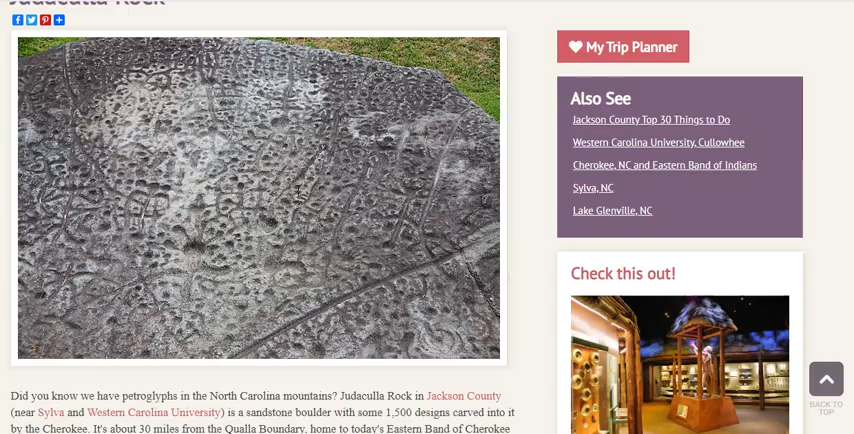 Judaculla Rock
My Trip Planner
Also See
Jackson County Top 30 Things to Do
Western Carolina University, Cullowhee
Cherokee, NC and Eastern Band of Indians
Sylva, NC
Lake Glenville, NC
Check this out!
Did you know we have petroglyphs in the North Carolina mountains? Judaculla Rock in Jackson County
(near Sylva and Western Carolina University) is a sandstone boulder with some 1,500 designs carved into it
by the Cherokee. It's about 30 miles from the Qualla Boundary, home to today's Eastern Band of Cherokee
BACK TO
TOP